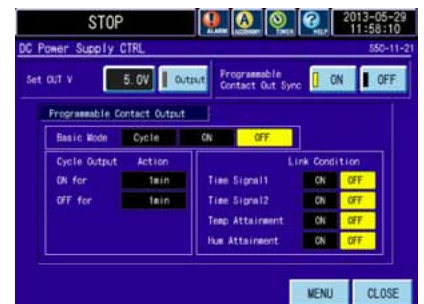 STOP
ALARM
ACCESSORY
TIMER
HELP
2013-05-29
11:58:10
DC Power Supply CTRL
S50-11-21
Set OUT V
5.0V
Output
Programmable
Contact Out Sync
ON
OFF
Programmable Contact Output
Basic Mode Cycle ON OFF
Cycle Output Action
Link Condition
ON for 1min
Time Signal1 ON OFF
OFF for 1min
Time Signal2 ON OFF
Temp Attainment ON OFF
Hum Attainment ON OFF
MENU
CLOSE